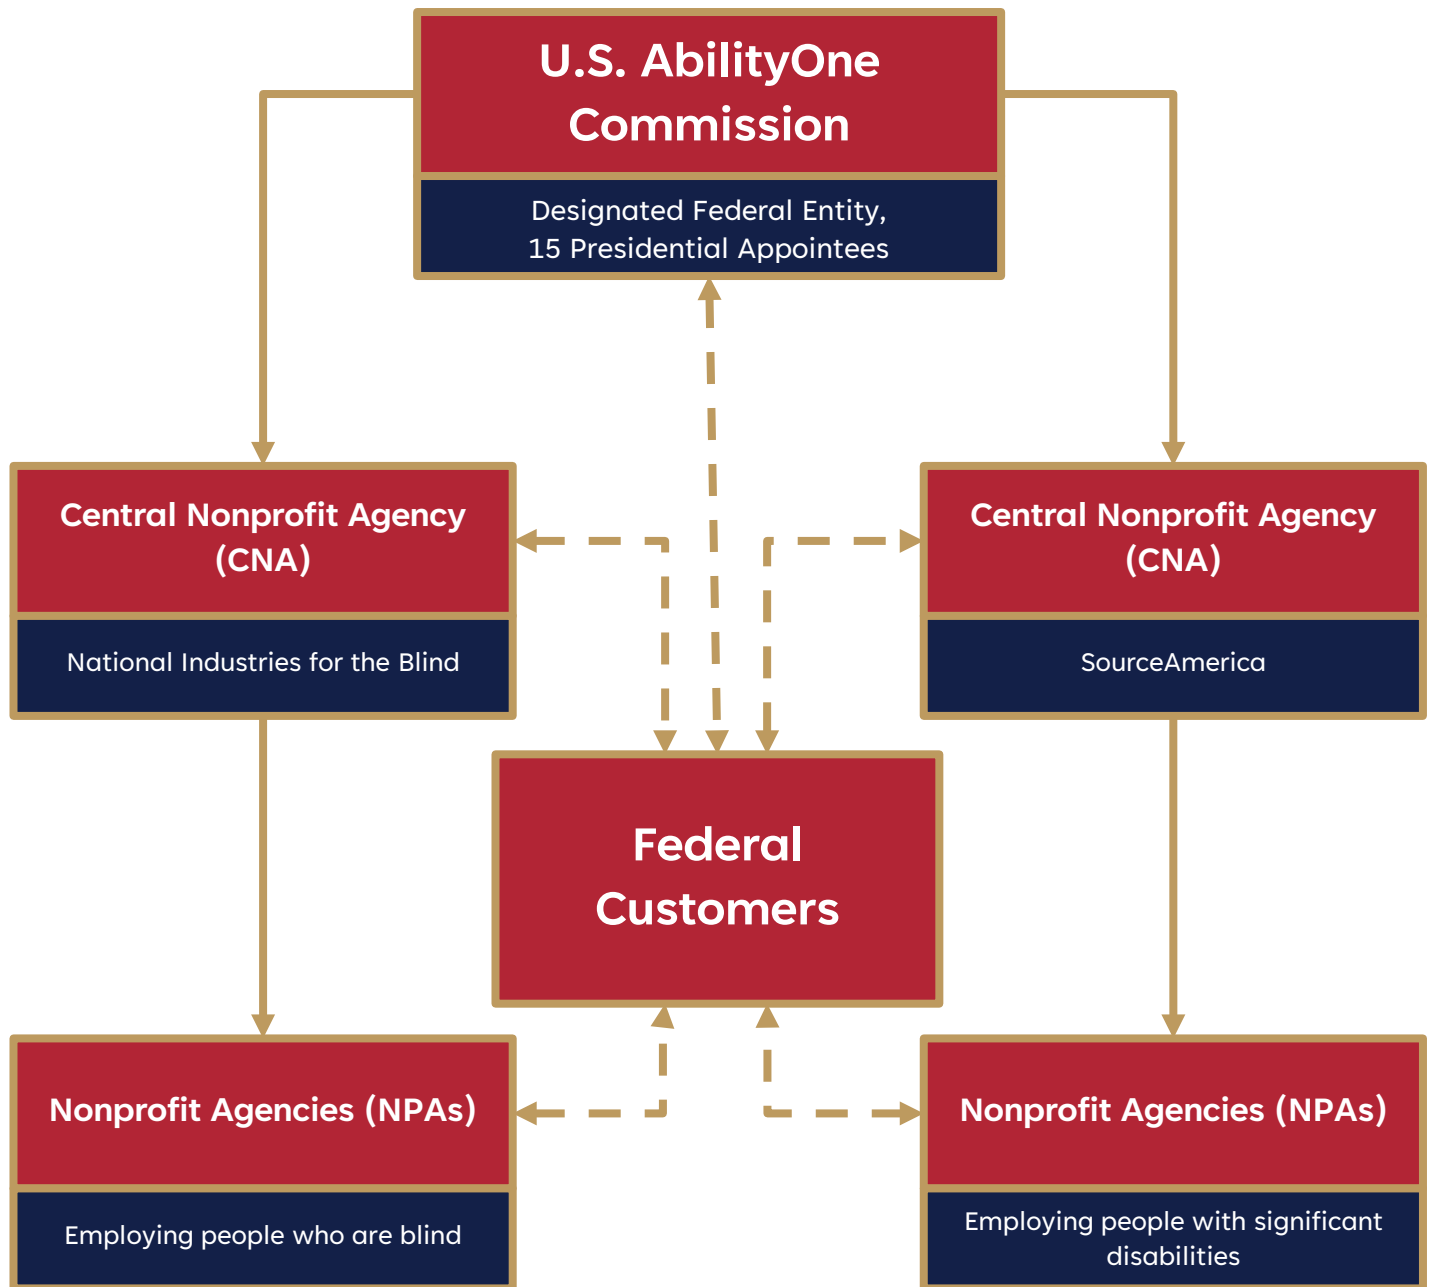 U.S. AbilityOne
Commission
Designated Federal Entity,
15 Presidential Appointees
Central Nonprofit Agency
(CNA)
National Industries for the Blind
Central Nonprofit Agency
(CNA)
SourceAmerica
Federal
Customers
Nonprofit Agencies (NPAs)
Employing people who are blind
Nonprofit Agencies (NPAs)
Employing people with significant
disabilities